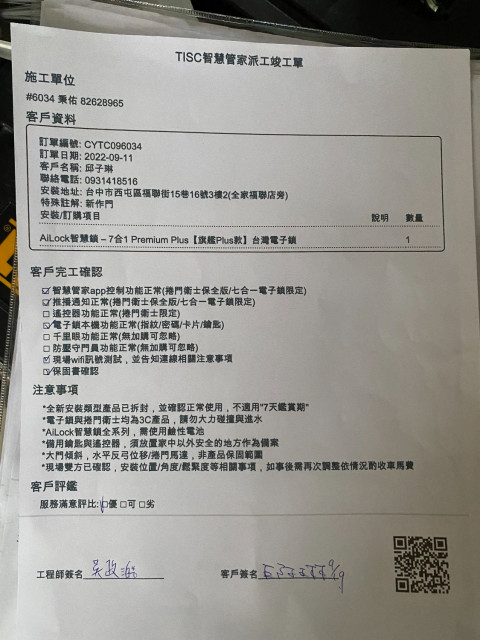 TISC智慧管家派工竣工單
施工單位
#6034 秉佑 82628965
客戶資料
訂單編號: CYTC096034
訂單日期: 2022-09-11
客戶名稱: 邱子琳
聯絡電話: 0931418516
安裝地址: 台中市西屯區福聯街15巷16號3樓2(全家福聯店旁)
特殊註解: 新作門
安裝/訂購項目 說明 數量
AiLock智慧鎖 – 7合1 Premium Plus【旗艦Plus款】台灣電子鎖 1
客戶完工確認
☑智慧管家app控制功能正常(捲門衛士保全版/七合一電子鎖限定)
☑推播通知正常(捲門衛士保全版/七合一電子鎖限定)
□遙控器功能正常(捲門衛士限定)
☑電子鎖本機功能正常(指紋/密碼/卡片/鑰匙)
□千里眼功能正常(無加購可忽略)
□防壓守門員功能正常(無加購可忽略)
☑現場wifi訊號測試，並告知連線相關注意事項
☑保固書確認
注意事項
*全新安裝類型產品已拆封，並確認正常使用，不適用"7天鑑賞期"
*電子鎖與捲門衛士均為3C產品，請勿大力碰撞與進水
*AiLock智慧鎖全系列，需使用鹼性電池
*備用鑰匙與遙控器，須放置家中以外安全的地方作為備案
*大門傾斜，水平反弓位移/捲門馬達，非產品保固範圍
*現場雙方已確認，安裝位置/角度/鬆緊度等相關事項，如事後需再次調整依情況酌收車馬費
客戶評鑑
服務滿意評比:☑優 □可 □劣
工程師簽名 客戶簽名